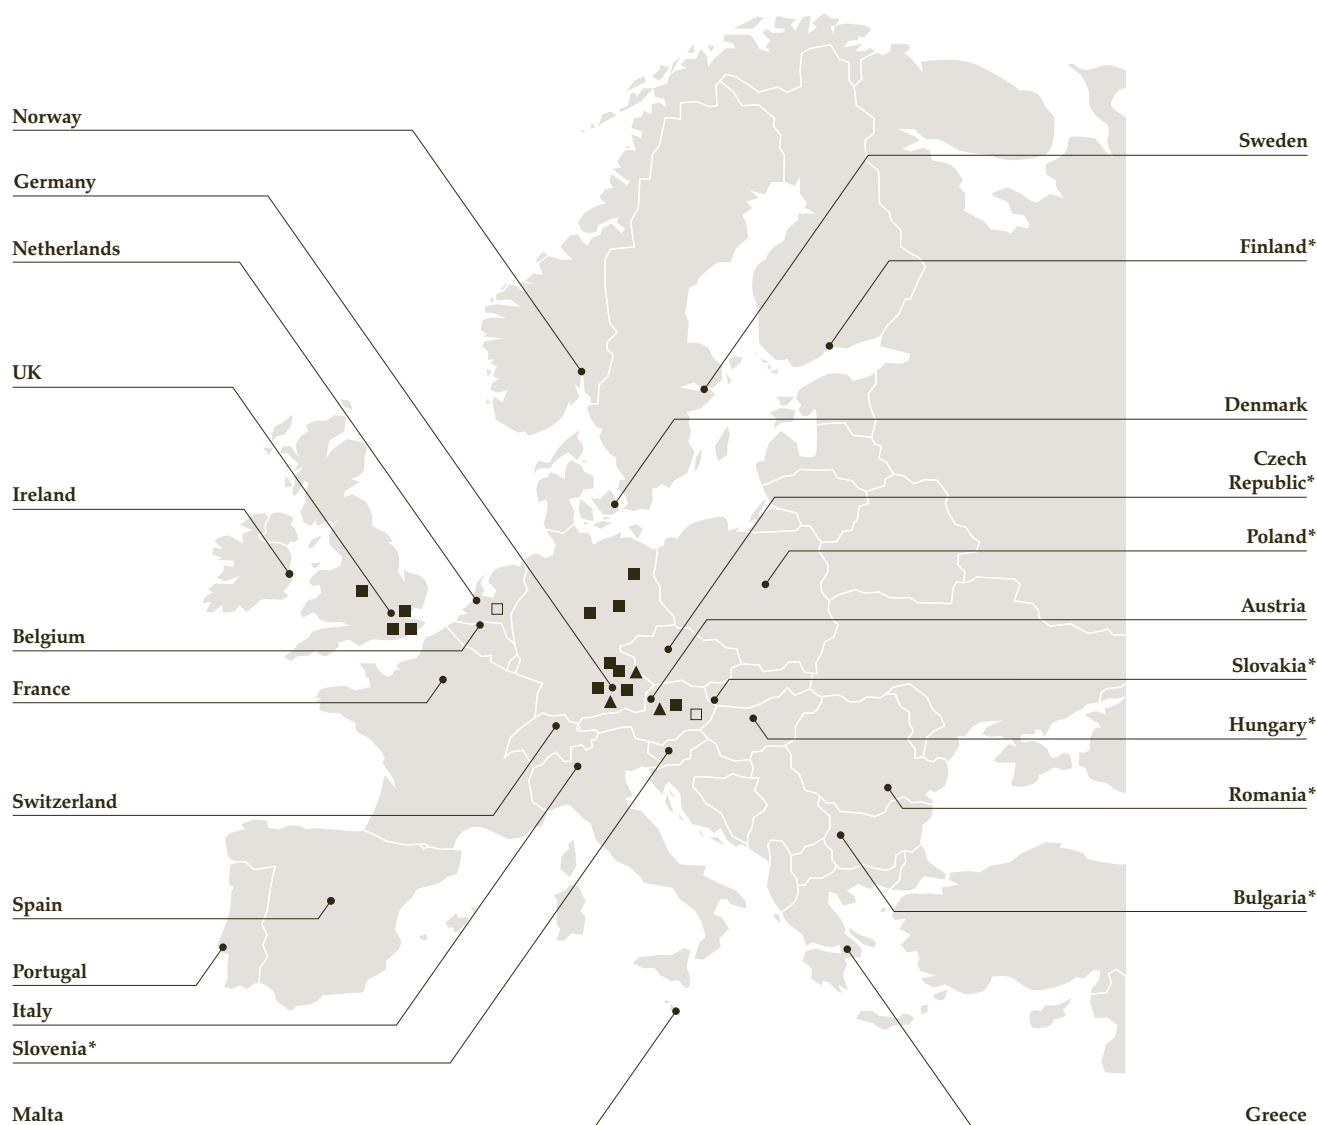 Norway
Germany
Netherlands
UK
Ireland
Belgium
France
Switzerland
Spain
Portugal
Italy
Slovenia*
Malta
Sweden
Finland*
Denmark
Czech
Republic*
Poland*
Austria
Slovakia*
Hungary*
Romania*
Bulgaria*
Greece